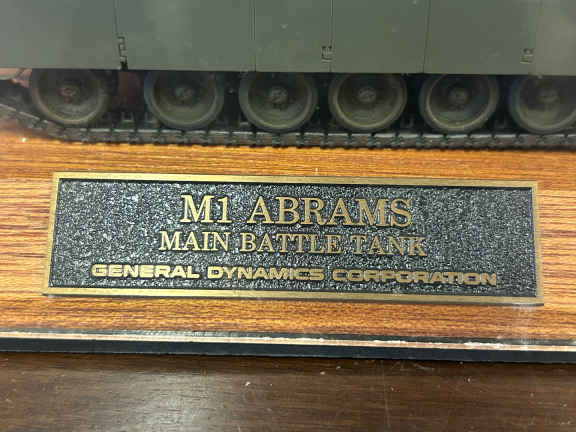 M1 ABRAMS
MAIN BATTLE TANK
GENERAL DYNAMICS CORPORATION